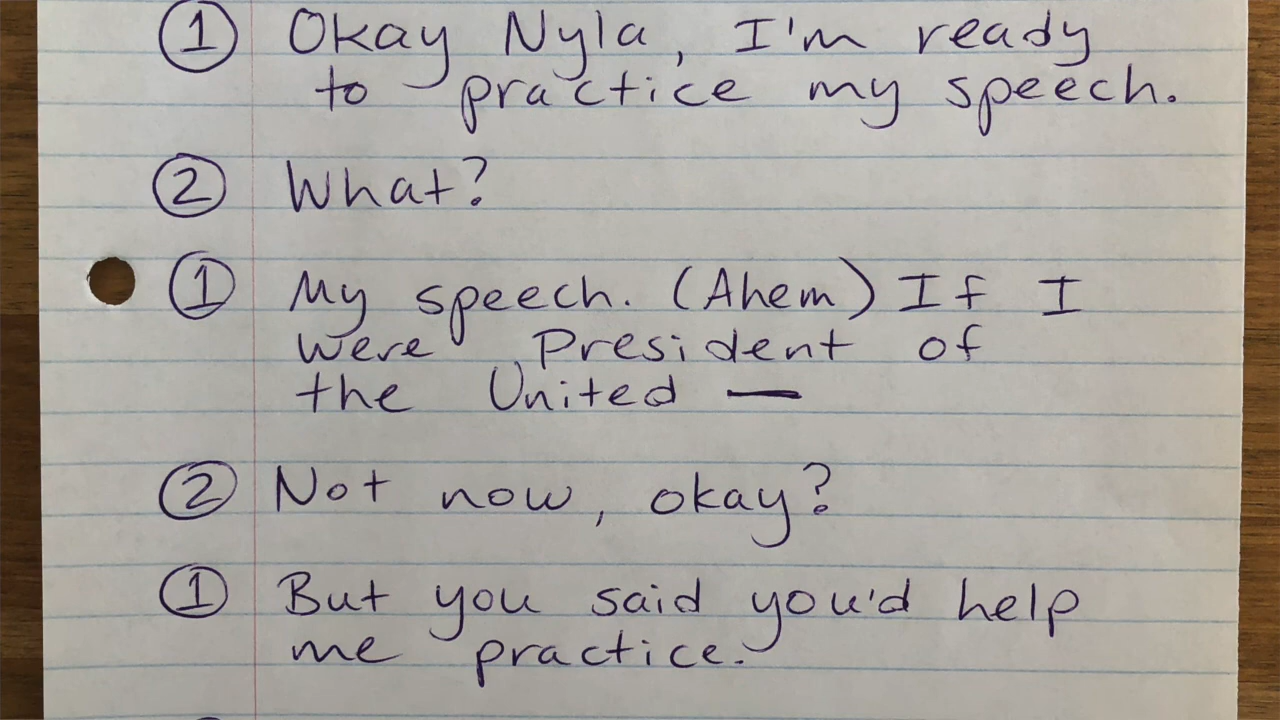 ① Okay Nyla, I'm ready
to practice my speech.
② What?
① My speech. (Ahem) If I
were President of
the United —
② Not now, okay?
① But you said you'd help
me practice.